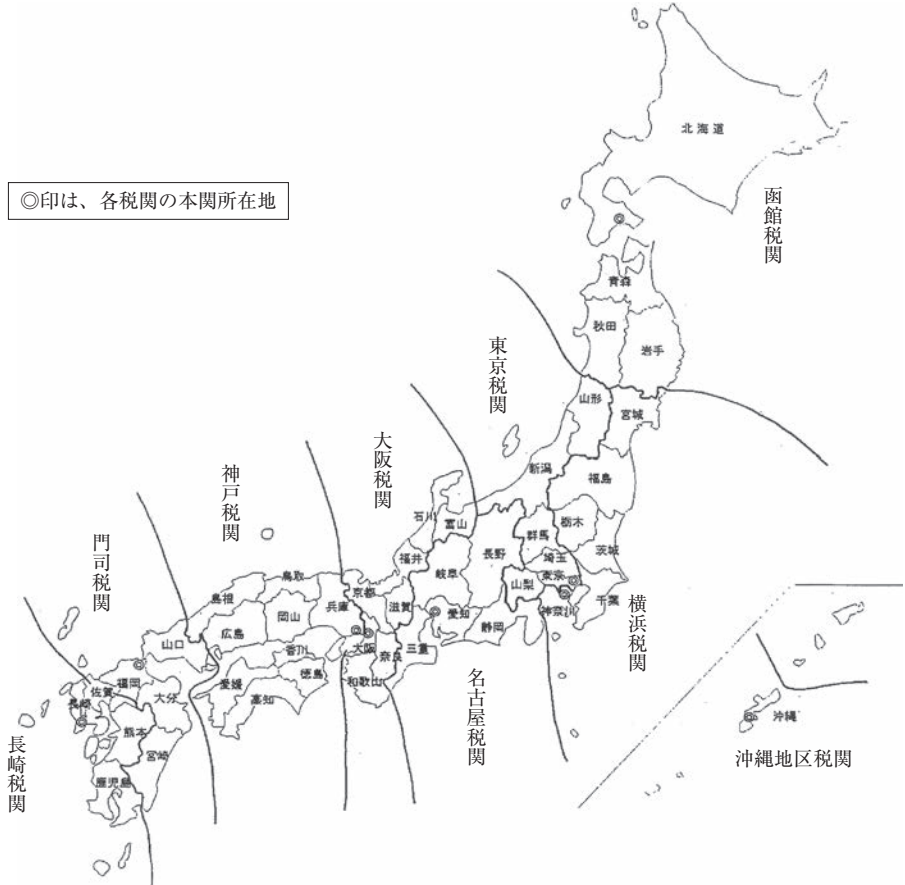 ◎印は、各税関の本関所在地
北海道
函館税関
青森
秋田
岩手
東京税関
山形
宮城
大阪税関
新潟
福島
神戸税関
石川
富山
栃木
群馬
門司税関
福井
岐阜
長野
埼玉
茨城
鳥取
京都
滋賀
山梨
東京
千葉
横浜税関
島根
岡山
兵庫
愛知
静岡
神奈川
山口
広島
香川
大阪
奈良
三重
名古屋税関
佐賀
福岡
大分
愛媛
徳島
高知
和歌山
長崎
熊本
宮崎
鹿児島
長崎税関
沖縄
沖縄地区税関